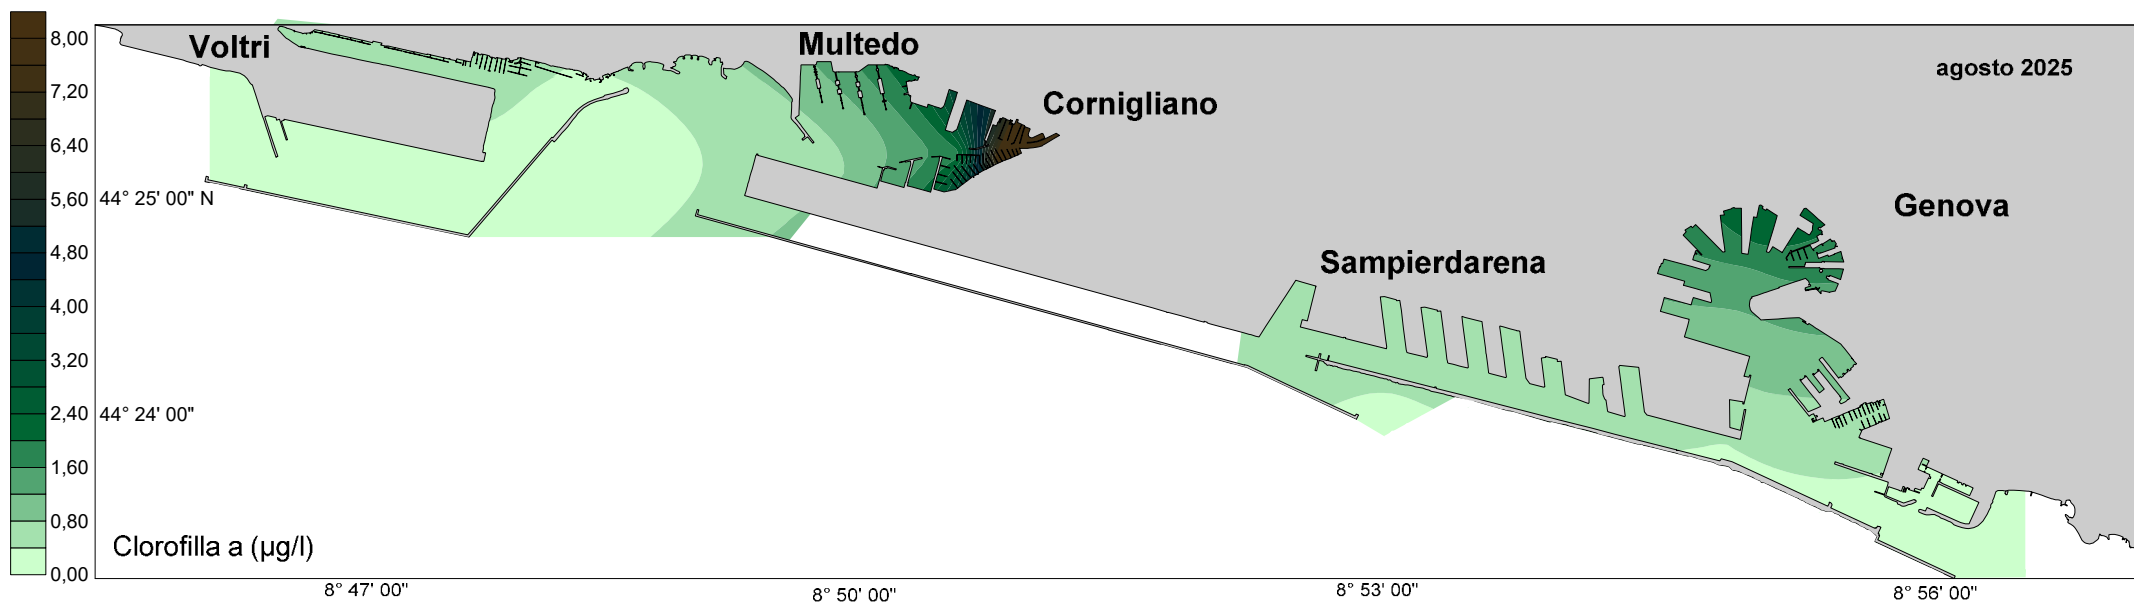 8,00
7,20
6,40
5,60
4,80
4,00
3,20
2,40
1,60
0,80
0,00
Voltri
Multedo
Cornigliano
agosto 2025
44° 25' 00" N
Genova
Sampierdarena
44° 24' 00"
Clorofilla a (µg/l)
8° 47' 00"
8° 50' 00"
8° 53' 00"
8° 56' 00"